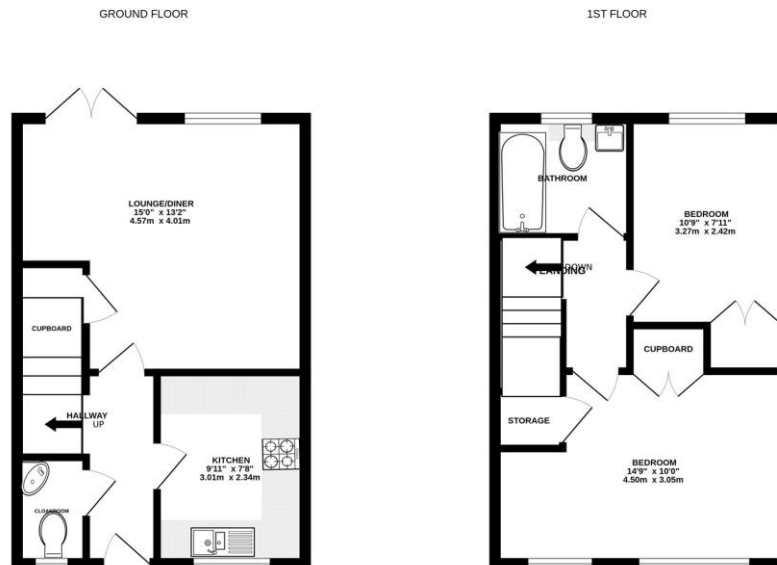 GROUND FLOOR
LOUNGE/DINER
15'0" x 13'2"
4.57m x 4.01m
CUPBOARD
HALLWAY
UP
KITCHEN
9'11" x 7'8"
3.01m x 2.34m
CLOAKROOM
1ST FLOOR
BATHROOM
BEDROOM
10'9" x 7'11"
3.27m x 2.42m
DOWN
LANDING
CUPBOARD
STORAGE
BEDROOM
14'9" x 10'0"
4.50m x 3.05m